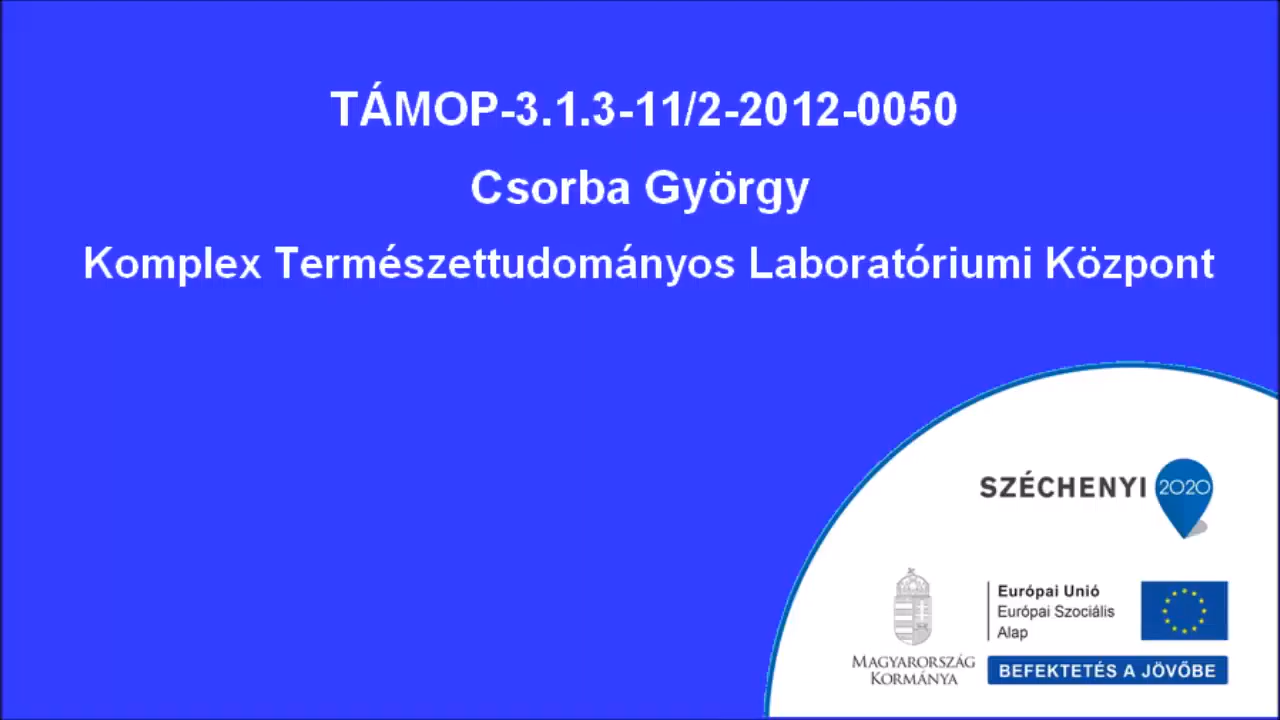 TÁMOP-3.1.3-11/2-2012-0050
Csorba György
Komplex Természettudományos Laboratóriumi Központ
SZÉCHENYI 2020
MAGYARORSZÁG
KORMÁNYA
Európai Unió
Európai Szociális
Alap
BEFEKTETÉS A JÖVŐBE